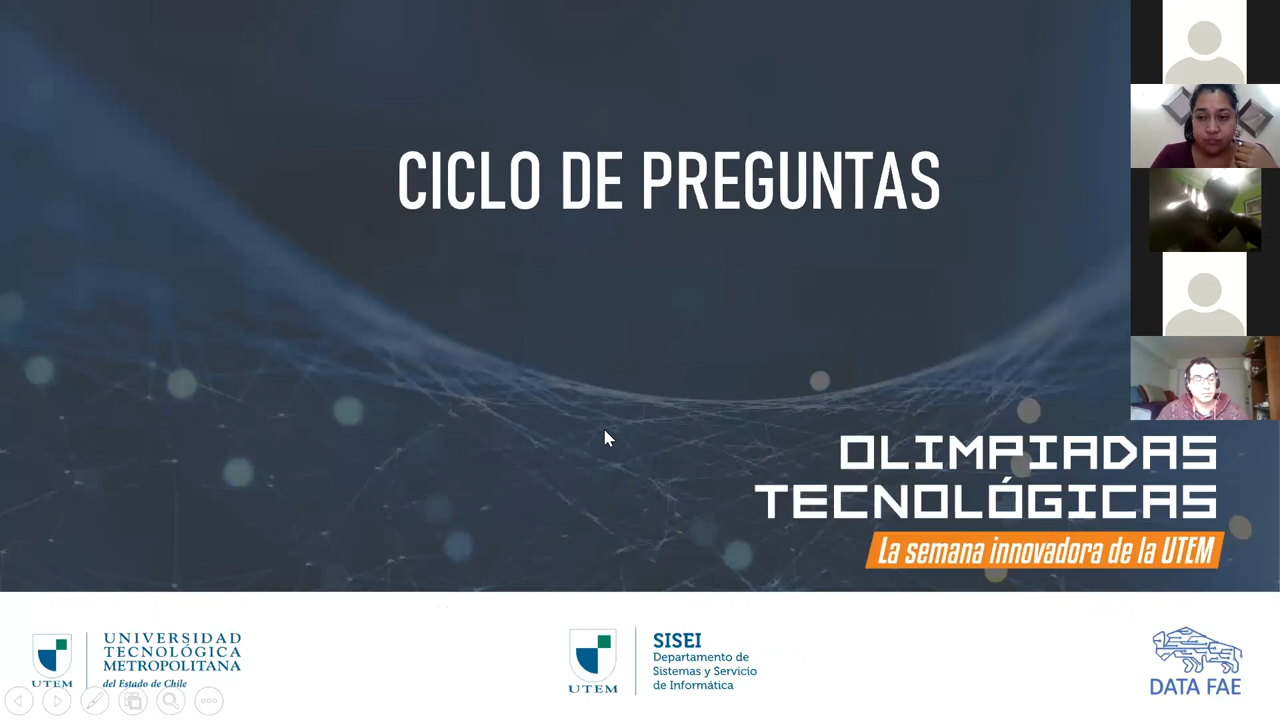 CICLO DE PREGUNTAS
OLIMPIADAS
TECNOLÓGICAS
La semana innovadora de la UTEM
UNIVERSIDAD
TECNOLÓGICA
METROPOLITANA
del Estado de Chile
UTEM
SISEI
Departamento de
Sistemas y Servicio
de Informática
UTEM
DATA FAE